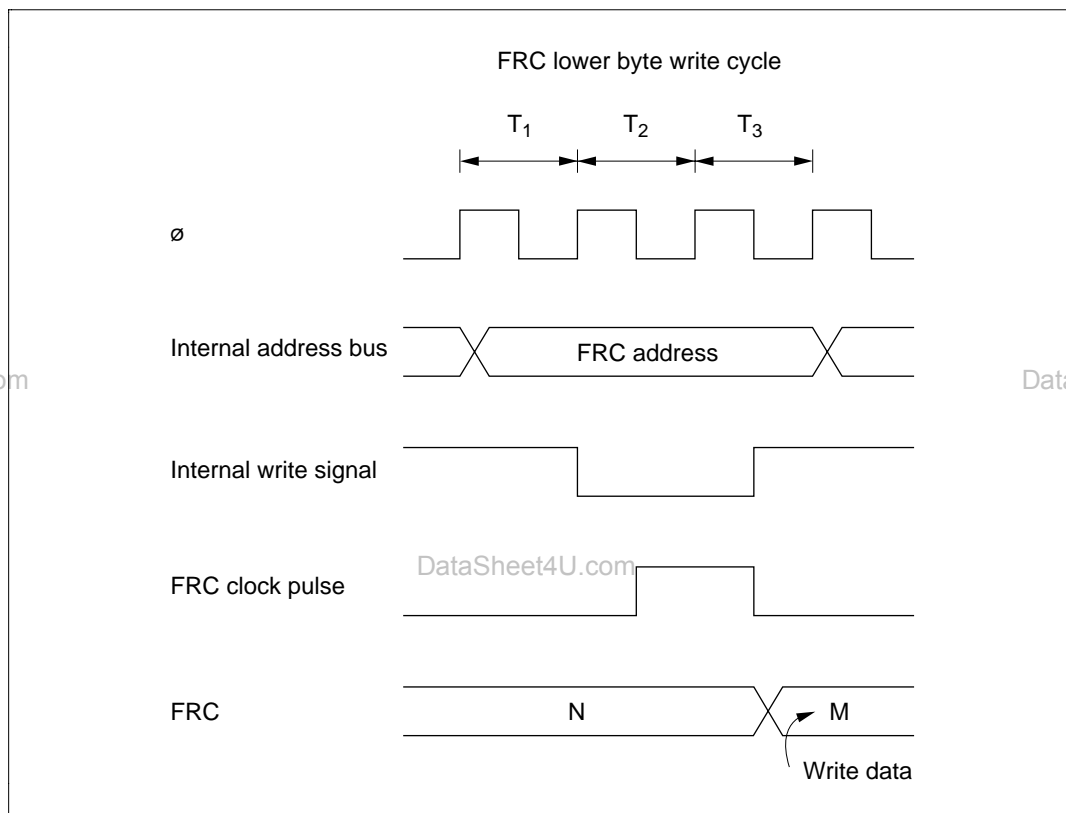 FRC lower byte write cycle
T1 T2 T3
ø
Internal address bus
FRC address
om
Data
Internal write signal
DataSheet4U.com
FRC clock pulse
FRC
N
M
Write data